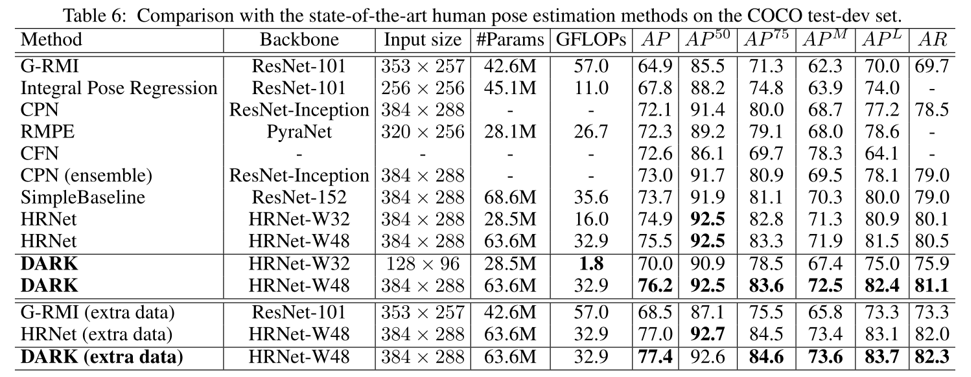 Table 6: Comparison with the state-of-the-art human pose estimation methods on the COCO test-dev set.
Method Backbone Input size #Params GFLOPs AP AP^50 AP^75 AP^M AP^L AR
G-RMI ResNet-101 353 × 257 42.6M 57.0 64.9 85.5 71.3 62.3 70.0 69.7
Integral Pose Regression ResNet-101 256 × 256 45.1M 11.0 67.8 88.2 74.8 63.9 74.0 -
CPN ResNet-Inception 384 × 288 - - 72.1 91.4 80.0 68.7 77.2 78.5
RMPE PyraNet 320 × 256 28.1M 26.7 72.3 89.2 79.1 68.0 78.6 -
CFN - - - - 72.6 86.1 69.7 78.3 64.1 -
CPN (ensemble) ResNet-Inception 384 × 288 - - 73.0 91.7 80.9 69.5 78.1 79.0
SimpleBaseline ResNet-152 384 × 288 68.6M 35.6 73.7 91.9 81.1 70.3 80.0 79.0
HRNet HRNet-W32 384 × 288 28.5M 16.0 74.9 92.5 82.8 71.3 80.9 80.1
HRNet HRNet-W48 384 × 288 63.6M 32.9 75.5 92.5 83.3 71.9 81.5 80.5
DARK HRNet-W32 128 × 96 28.5M 1.8 70.0 90.9 78.5 67.4 75.0 75.9
DARK HRNet-W48 384 × 288 63.6M 32.9 76.2 92.5 83.6 72.5 82.4 81.1
G-RMI (extra data) ResNet-101 353 × 257 42.6M 57.0 68.5 87.1 75.5 65.8 73.3 73.3
HRNet (extra data) HRNet-W48 384 × 288 63.6M 32.9 77.0 92.7 84.5 73.4 83.1 82.0
DARK (extra data) HRNet-W48 384 × 288 63.6M 32.9 77.4 92.6 84.6 73.6 83.7 82.3